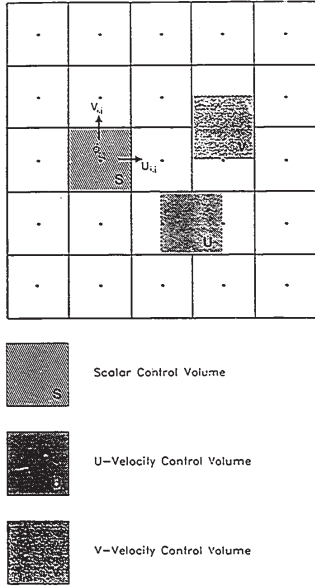 V i,j
V
S
U i,j
U
S
Scalar Control Volume
U-Velocity Control Volume
V-Velocity Control Volume